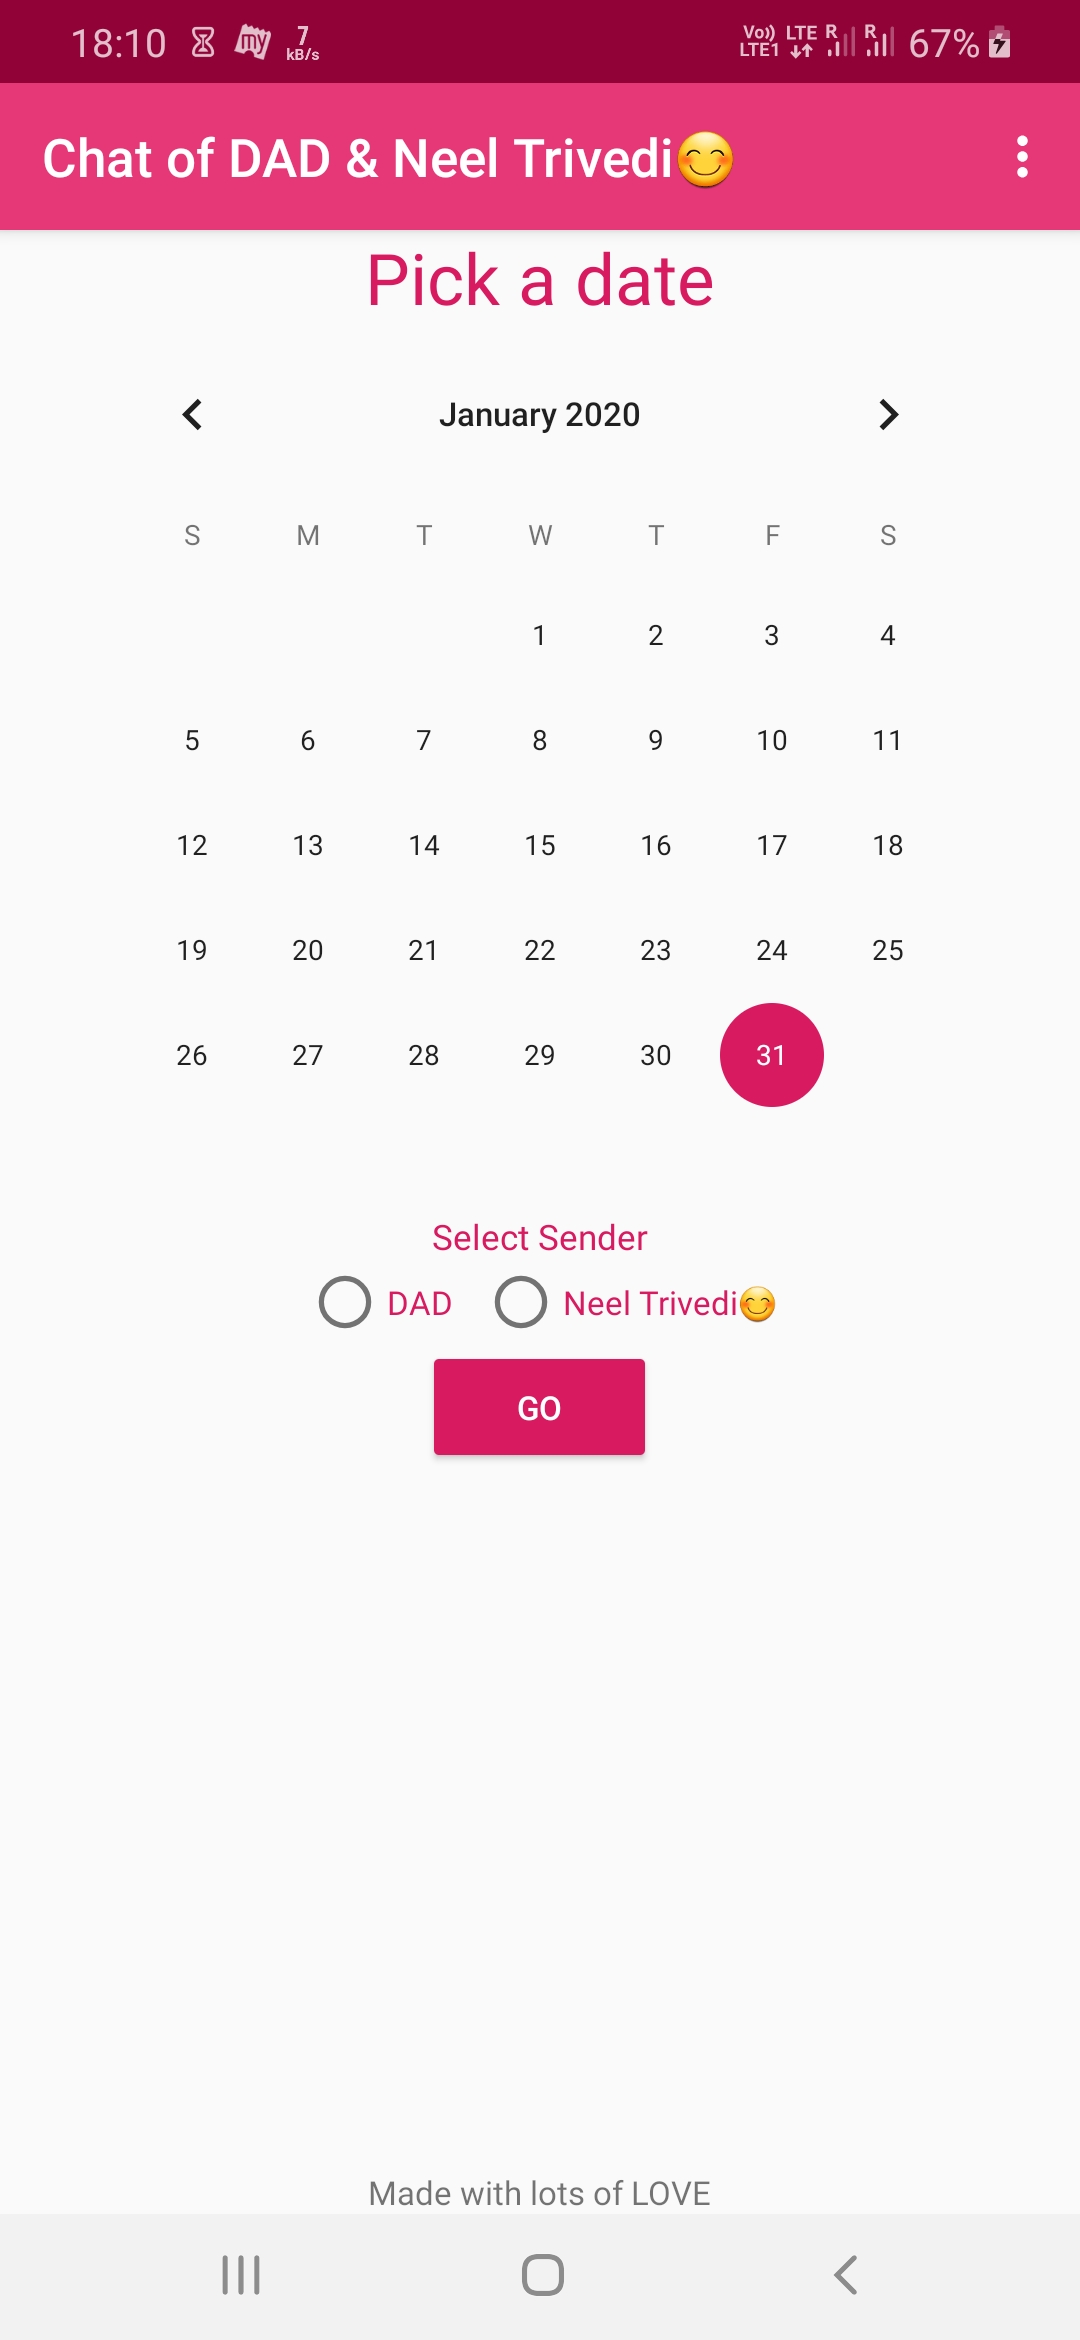 18:10 my 7 kB/s Vo)) LTE1 LTE R R 67%
Chat of DAD & Neel Trivedi😊
Pick a date
January 2020
S M T W T F S
1 2 3 4
5 6 7 8 9 10 11
12 13 14 15 16 17 18
19 20 21 22 23 24 25
26 27 28 29 30 31
Select Sender
DAD Neel Trivedi😊
GO
Made with lots of LOVE